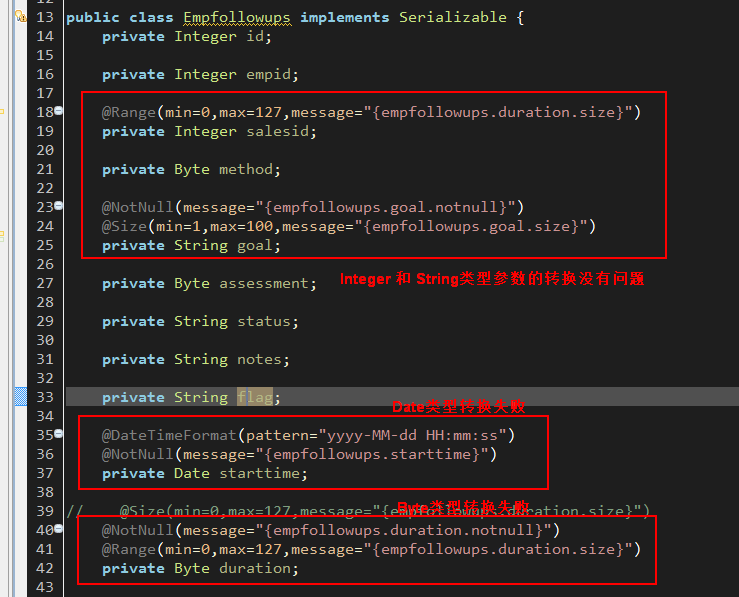 13 public class Empfollowups implements Serializable {
14 private Integer id;
15
16 private Integer empid;
17
18 @Range(min=0,max=127,message="{empfollowups.duration.size}")
19 private Integer salesid;
20
21 private Byte method;
22
23 @NotNull(message="{empfollowups.goal.notnull}")
24 @Size(min=1,max=100,message="{empfollowups.goal.size}")
25 private String goal;
26
27 private Byte assessment;
Integer 和 String类型参数的转换没有问题
28
29 private String status;
30
31 private String notes;
32
33 private String flag;
Date类型转换失败
34
35 @DateTimeFormat(pattern="yyyy-MM-dd HH:mm:ss")
36 @NotNull(message="{empfollowups.starttime}")
37 private Date starttime;
38
Byte类型转换失败
39 // @Size(min=0,max=127,message="{empfollowups.duration.size}")
40 @NotNull(message="{empfollowups.duration.notnull}")
41 @Range(min=0,max=127,message="{empfollowups.duration.size}")
42 private Byte duration;
43